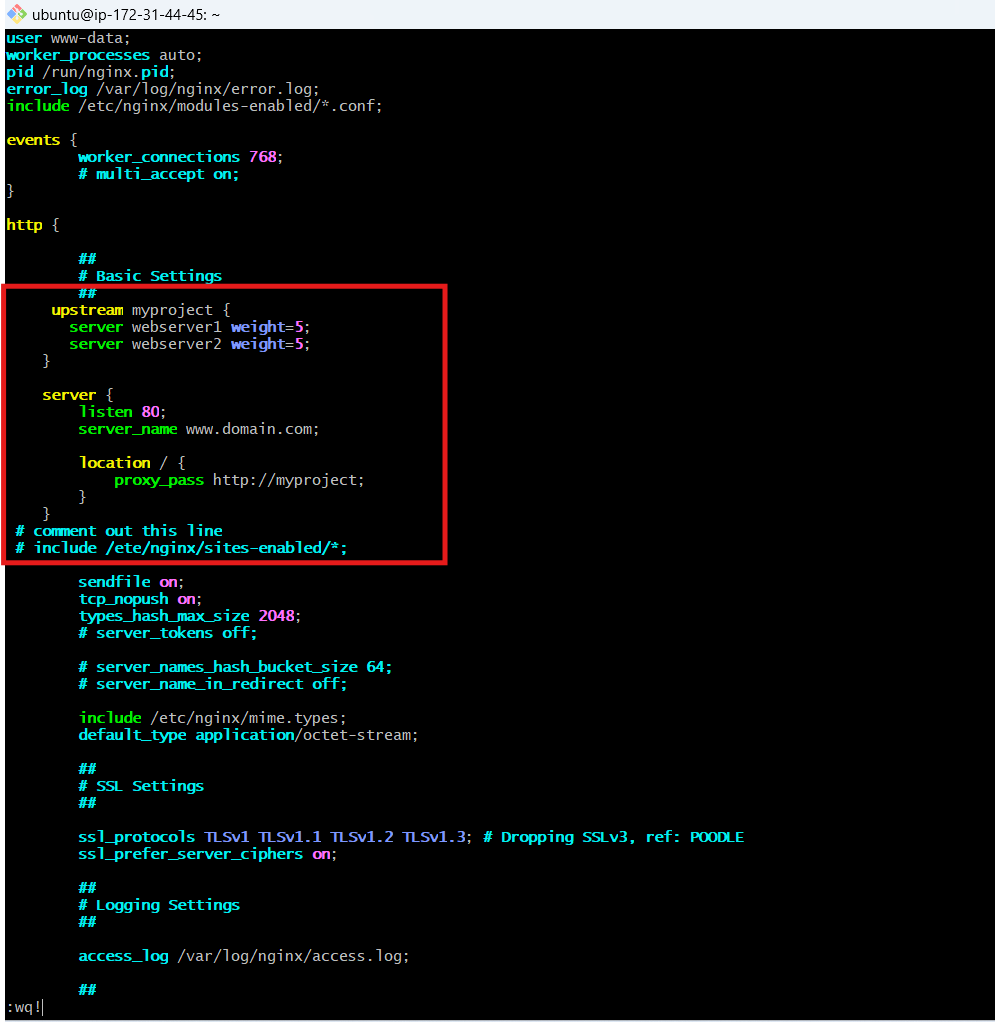 ubuntu@ip-172-31-44-45: ~
user www-data;
worker_processes auto;
pid /run/nginx.pid;
error_log /var/log/nginx/error.log;
include /etc/nginx/modules-enabled/*.conf;
events {
worker_connections 768;
# multi_accept on;
}
http {
##
# Basic Settings
##
upstream myproject {
server webserver1 weight=5;
server webserver2 weight=5;
}
server {
listen 80;
server_name www.domain.com;
location / {
proxy_pass http://myproject;
}
}
# comment out this line
# include /ete/nginx/sites-enabled/*;
sendfile on;
tcp_nopush on;
types_hash_max_size 2048;
# server_tokens off;
# server_names_hash_bucket_size 64;
# server_name_in_redirect off;
include /etc/nginx/mime.types;
default_type application/octet-stream;
##
# SSL Settings
##
ssl_protocols TLSv1 TLSv1.1 TLSv1.2 TLSv1.3; # Dropping SSLv3, ref: POODLE
ssl_prefer_server_ciphers on;
##
# Logging Settings
##
access_log /var/log/nginx/access.log;
##
:wq!